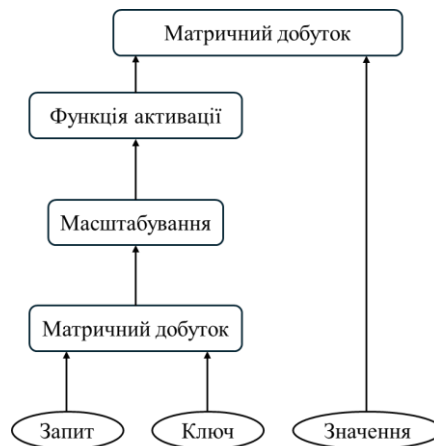 Матричний добуток
Функція активації
Масштабування
Матричний добуток
Запит
Ключ
Значення